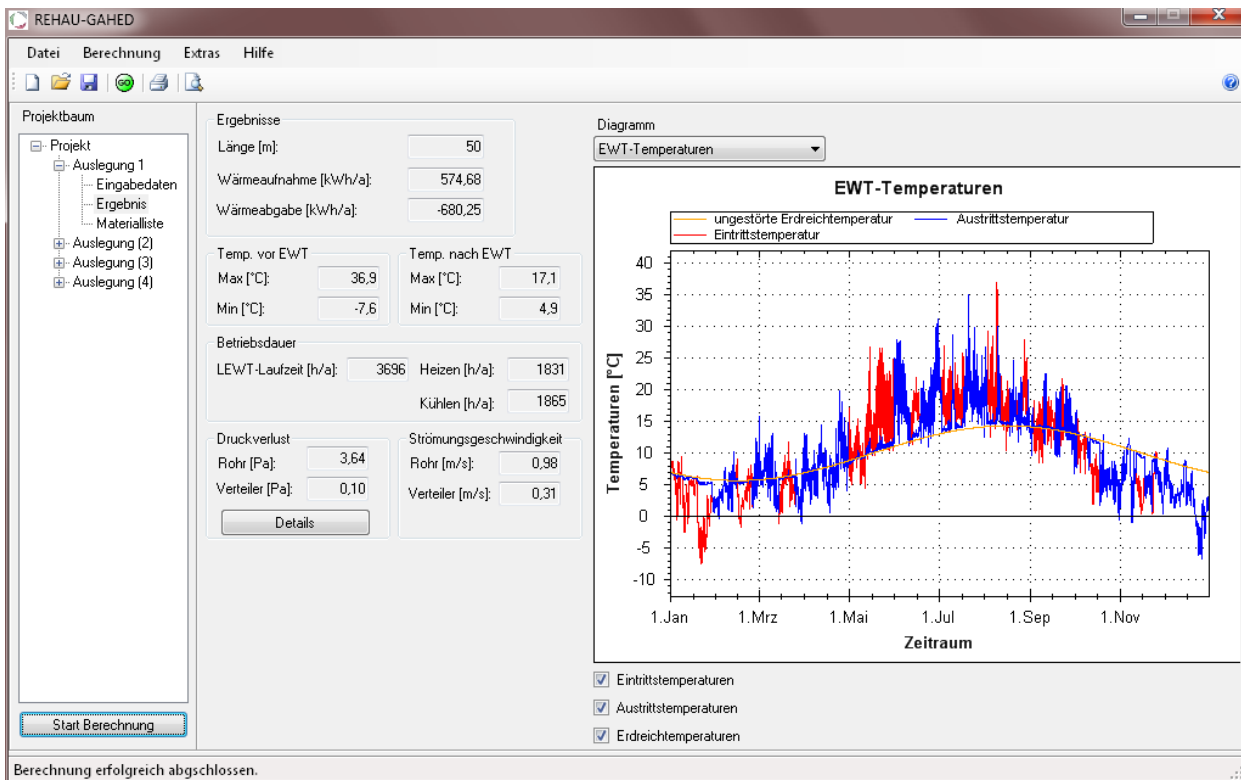 REHAU-GAHED
Datei Berechnung Extras Hilfe
GO
Projektbaum
Projekt
Auslegung 1
Eingabedaten
Ergebnis
Materialliste
Auslegung (2)
Auslegung (3)
Auslegung (4)
Start Berechnung
Ergebnisse
Länge [m]: 50
Wärmeaufnahme [kWh/a]: 574,68
Wärmeabgabe [kWh/a]: -680,25
Temp. vor EWT
Max [°C]: 36,9
Min [°C]: -7,6
Temp. nach EWT
Max [°C]: 17,1
Min [°C]: 4,9
Betriebsdauer
LEWT-Laufzeit [h/a]: 3696 Heizen [h/a]: 1831
Kühlen [h/a]: 1865
Druckverlust
Rohr [Pa]: 3,64
Verteiler [Pa]: 0,10
Details
Strömungsgeschwindigkeit
Rohr [m/s]: 0,98
Verteiler [m/s]: 0,31
Diagramm
EWT-Temperaturen
EWT-Temperaturen
ungestörte Erdreichtemperatur Austrittstemperatur
Eintrittstemperatur
Temperaturen [°C]
40
35
30
25
20
15
10
5
0
-5
-10
1.Jan 1.Mrz 1.Mai 1.Jul 1.Sep 1.Nov
Zeitraum
Eintrittstemperaturen
Austrittstemperaturen
Erdreichtemperaturen
Berechnung erfolgreich abgschlossen.